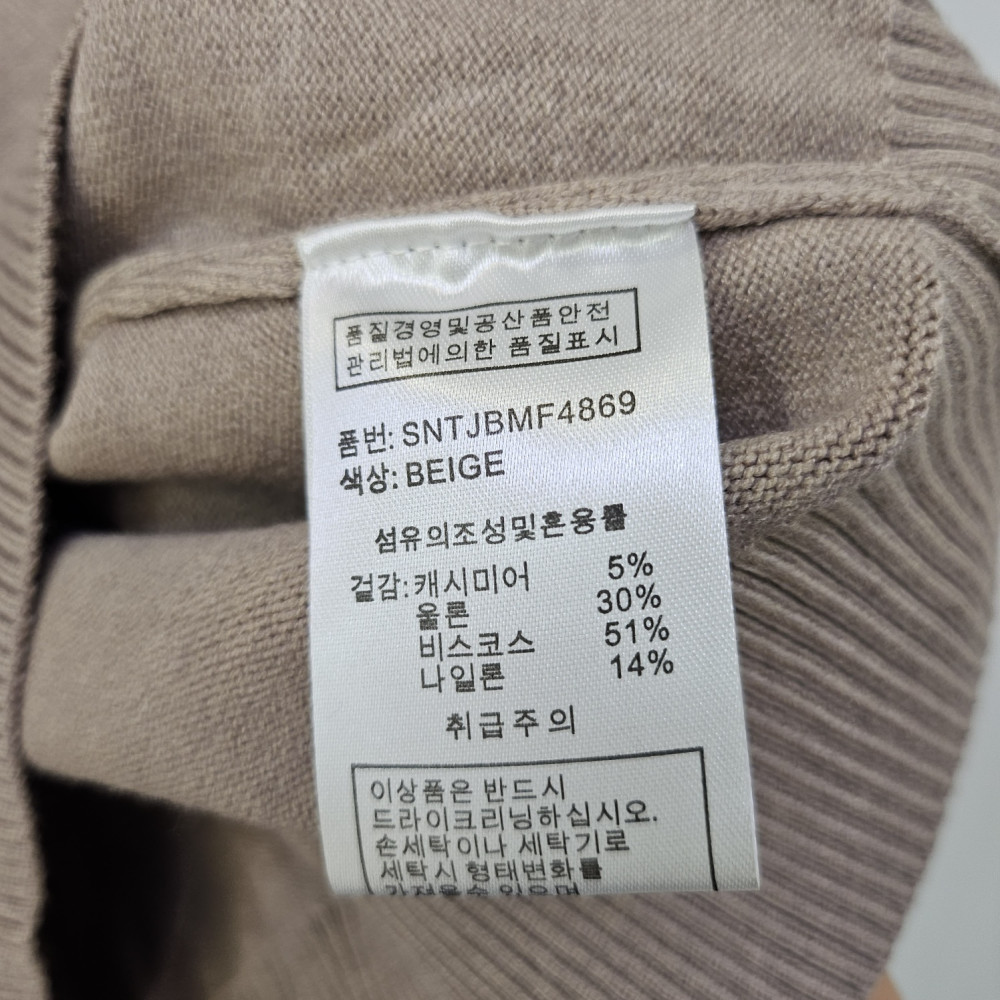 품질경영및공산품안전
관리법에의한 품질표시
품번: SNTJBMF4869
색상: BEIGE
섬유의조성및혼용률
겉감: 캐시미어 5%
울론 30%
비스코스 51%
나일론 14%
취급주의
이상품은 반드시
드라이크리닝하십시오.
손세탁이나 세탁기로
세탁시 형태변화를